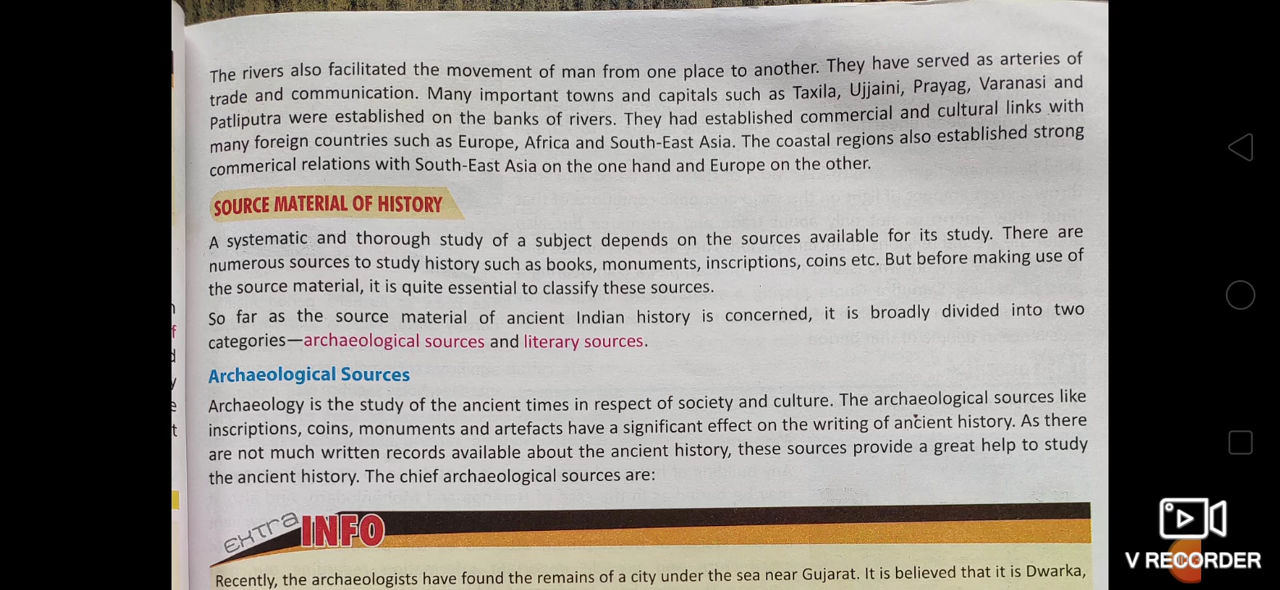 The rivers also facilitated the movement of man from one place to another. They have served as arteries of
trade and communication. Many important towns and capitals such as Taxila, Ujjaini, Prayag, Varanasi and
Patliputra were established on the banks of rivers. They had established commercial and cultural links with
many foreign countries such as Europe, Africa and South-East Asia. The coastal regions also established strong
commerical relations with South-East Asia on the one hand and Europe on the other.
SOURCE MATERIAL OF HISTORY
A systematic and thorough study of a subject depends on the sources available for its study. There are
numerous sources to study history such as books, monuments, inscriptions, coins etc. But before making use of
the source material, it is quite essential to classify these sources.
So far as the source material of ancient Indian history is concerned, it is broadly divided into two
categories—archaeological sources and literary sources.
Archaeological Sources
Archaeology is the study of the ancient times in respect of society and culture. The archaeological sources like
inscriptions, coins, monuments and artefacts have a significant effect on the writing of ancient history. As there
are not much written records available about the ancient history, these sources provide a great help to study
the ancient history. The chief archaeological sources are:
Extra INFO
Recently, the archaeologists have found the remains of a city under the sea near Gujarat. It is believed that it is Dwarka,
V RECORDER